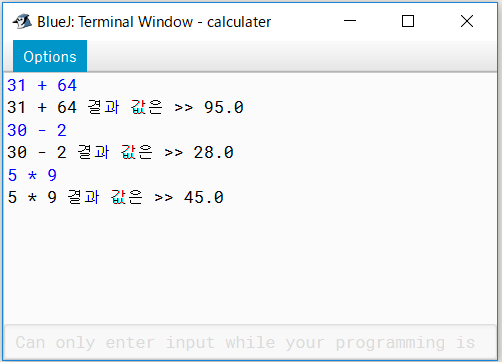 BlueJ: Terminal Window - calculater
Options
31 + 64
31 + 64 결과 값은 >> 95.0
30 - 2
30 - 2 결과 값은 >> 28.0
5 * 9
5 * 9 결과 값은 >> 45.0
Can only enter input while your programming is